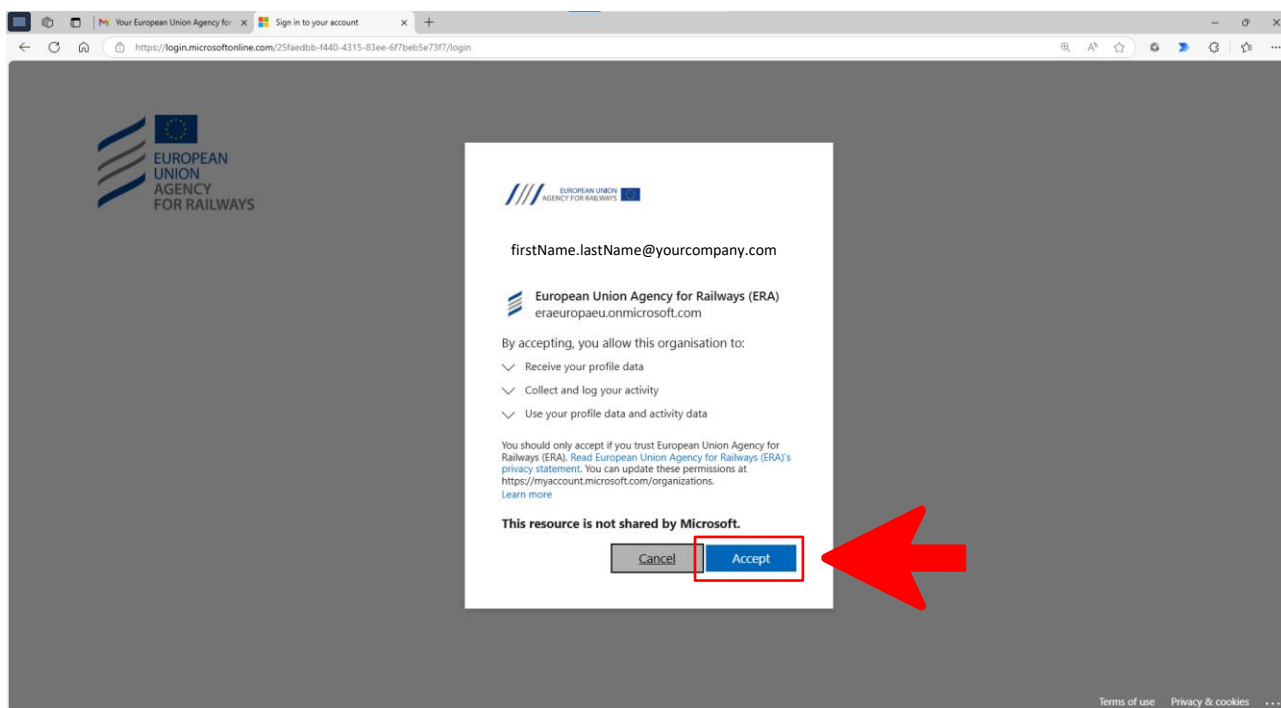 Your European Union Agency for
Sign in to your account
https://login.microsoftonline.com/25faedbb-f440-4315-83ee-6f7beb5e73f7/login
EUROPEAN
UNION
AGENCY
FOR RAILWAYS
EUROPEAN UNION
AGENCY FOR RAILWAYS
firstName.lastName@yourcompany.com
European Union Agency for Railways (ERA)
eraeuropaeu.onmicrosoft.com
By accepting, you allow this organisation to:
Receive your profile data
Collect and log your activity
Use your profile data and activity data
You should only accept if you trust European Union Agency for
Railways (ERA). Read European Union Agency for Railways (ERA)'s
privacy statement. You can update these permissions at
https://myaccount.microsoft.com/organizations.
Learn more
This resource is not shared by Microsoft.
Cancel Accept
Terms of use Privacy & cookies ...